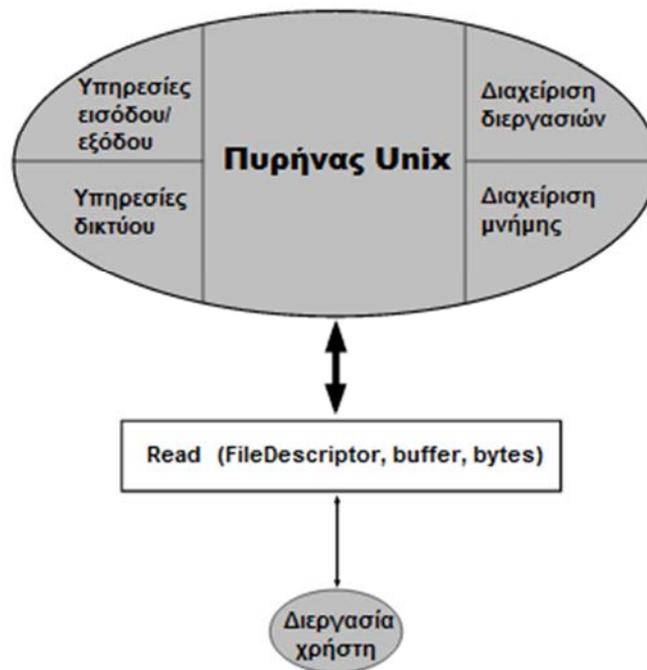 Υπηρεσίες
εισόδου/
εξόδου
Υπηρεσίες
δικτύου
Πυρήνας Unix
Διαχείριση
διεργασιών
Διαχείριση
μνήμης
Read (FileDescriptor, buffer, bytes)
Διεργασία
χρήστη